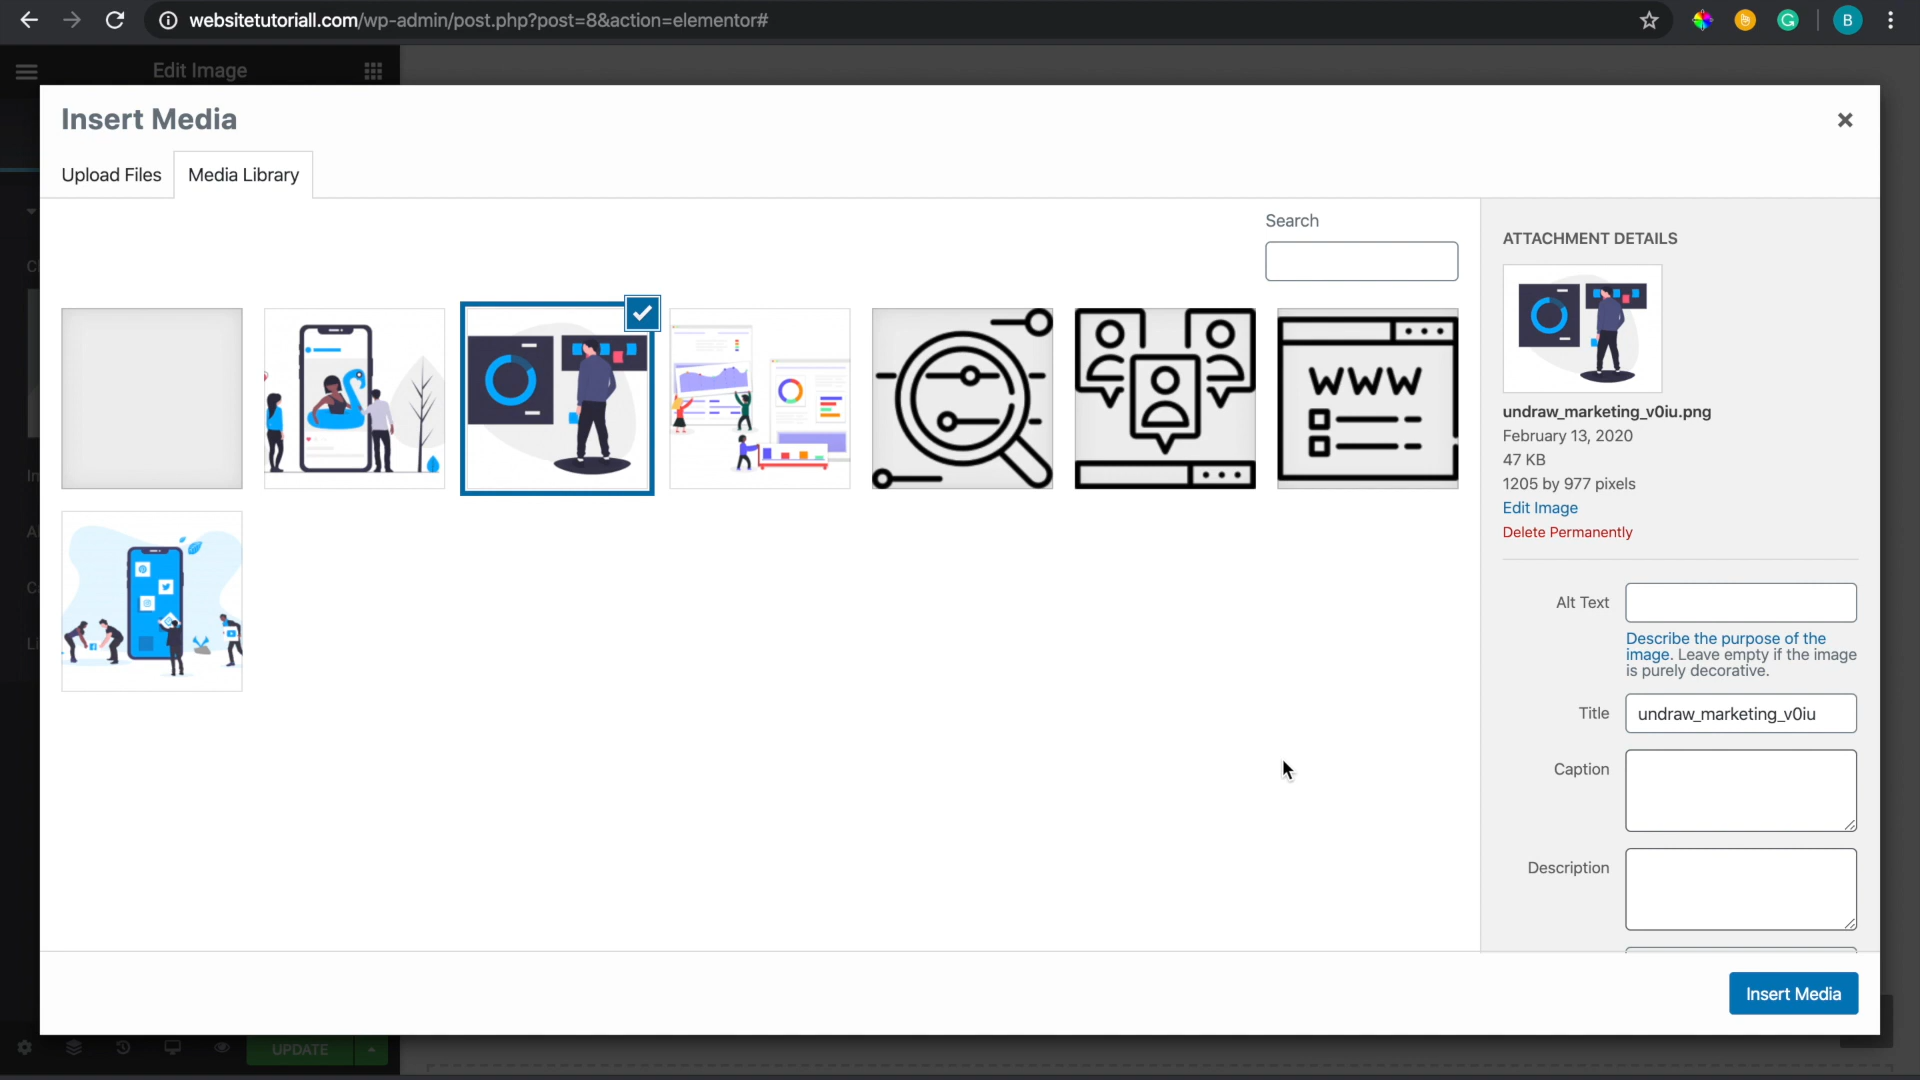 websitetutoriall.com/wp-admin/post.php?post=8&action=elementor#
B
Edit Image
Insert Media
Upload Files
Media Library
Search
ATTACHMENT DETAILS
WWW
undraw_marketing_v0iu.png
February 13, 2020
47 KB
1205 by 977 pixels
Edit Image
Delete Permanently
Alt Text
Describe the purpose of the
image. Leave empty if the image
is purely decorative.
Title
undraw_marketing_v0iu
Caption
Description
Insert Media
UPDATE